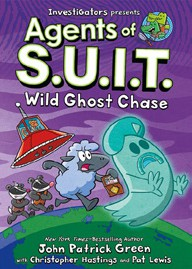 InvestiGators presents
Agents of
S.U.I.T.
Wild Ghost Chase
New York Times-Bestselling Author
John Patrick Green
with Christopher Hastings and Pat Lewis